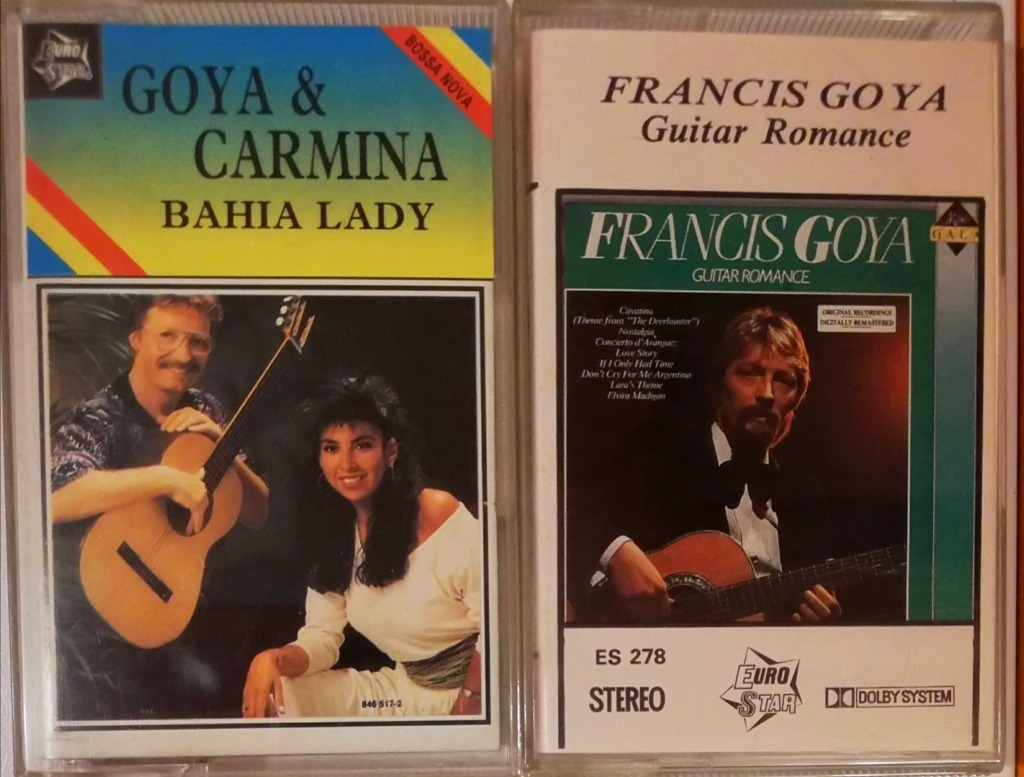 EURO
STAR
BOSSA NOVA
GOYA &
CARMINA
BAHIA LADY
846 517-2
FRANCIS GOYA
Guitar Romance
FRANCIS GOYA
GUITAR ROMANCE
GALA
ORIGINAL RECORDINGS
DIGITALLY REMASTERED
Cavatina
(Theme from "The Deerhunter")
Nostalgia
Concierto d'Aranjuez
Love Story
If I Only Had Time
Don't Cry For Me Argentina
Lara's Theme
Elvira Madigan
ES 278
STEREO
EURO
STAR
DOLBY SYSTEM